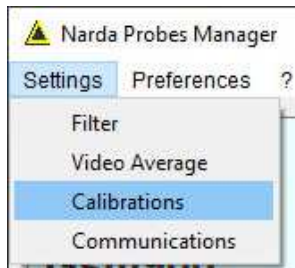 Narda Probes Manager
Settings Preferences ?
Filter
Video Average
Calibrations
Communications